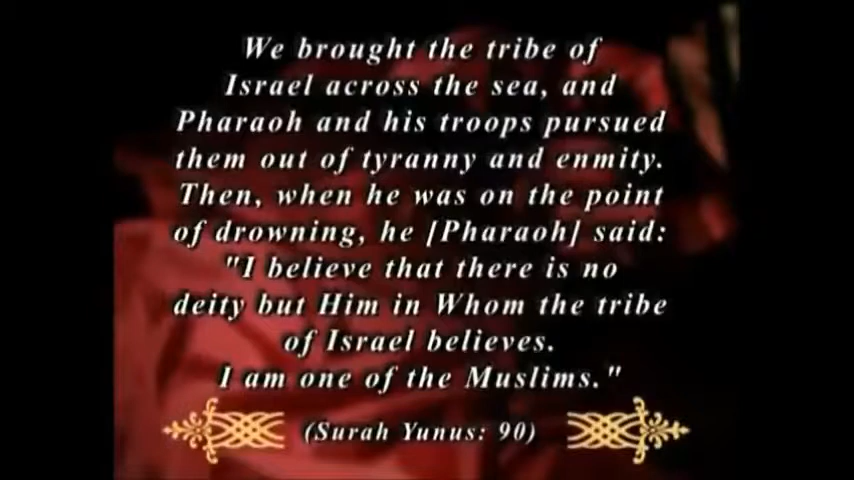 We brought the tribe of
Israel across the sea, and
Pharaoh and his troops pursued
them out of tyranny and enmity.
Then, when he was on the point
of drowning, he [Pharaoh] said:
"I believe that there is no
deity but Him in Whom the tribe
of Israel believes.
I am one of the Muslims."
(Surah Yunus: 90)